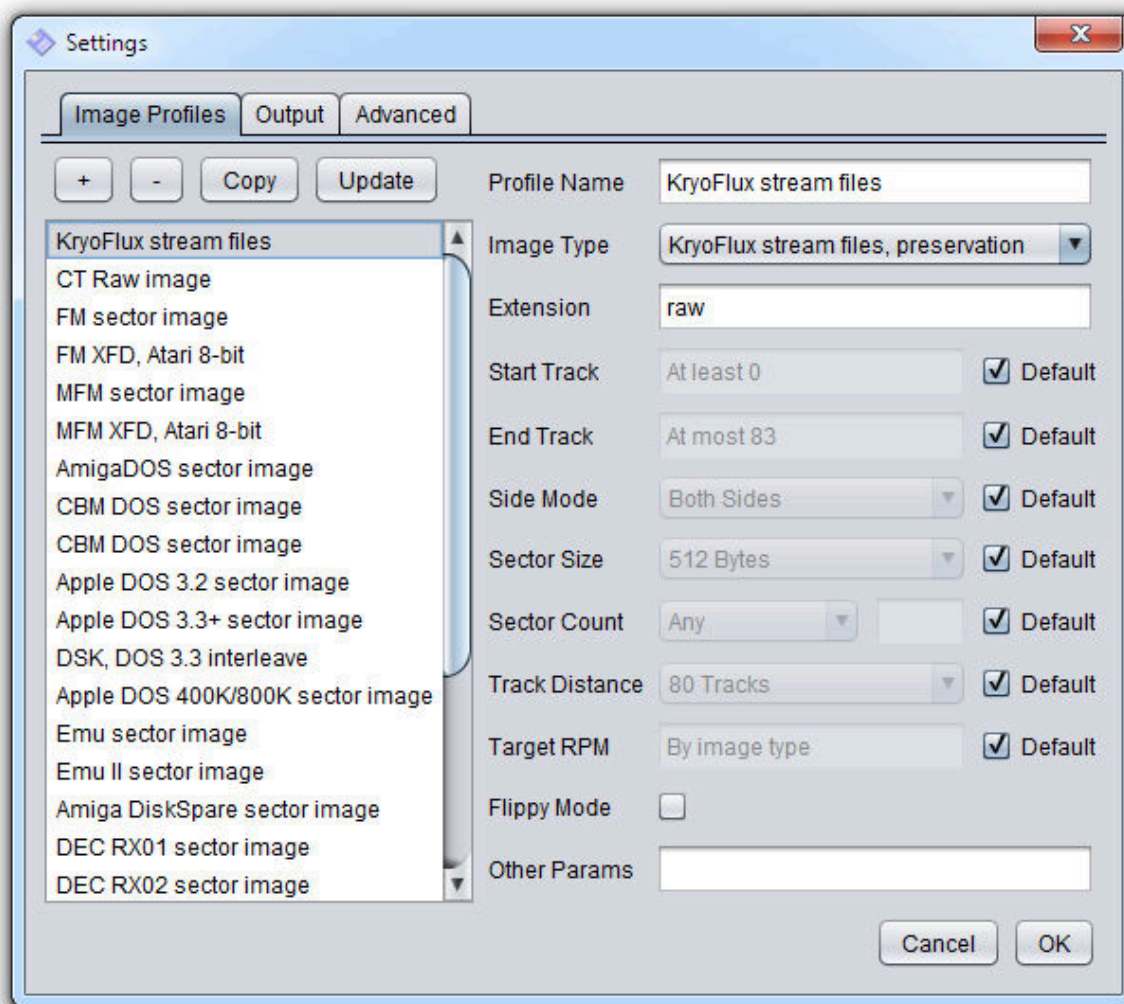 Settings
Image Profiles Output Advanced
+ - Copy Update
KryoFlux stream files
CT Raw image
FM sector image
FM XFD, Atari 8-bit
MFM sector image
MFM XFD, Atari 8-bit
AmigaDOS sector image
CBM DOS sector image
CBM DOS sector image
Apple DOS 3.2 sector image
Apple DOS 3.3+ sector image
DSK, DOS 3.3 interleave
Apple DOS 400K/800K sector image
Emu sector image
Emu II sector image
Amiga DiskSpare sector image
DEC RX01 sector image
DEC RX02 sector image
Profile Name KryoFlux stream files
Image Type KryoFlux stream files, preservation
Extension raw
Start Track At least 0 Default
End Track At most 83 Default
Side Mode Both Sides Default
Sector Size 512 Bytes Default
Sector Count Any Default
Track Distance 80 Tracks Default
Target RPM By image type Default
Flippy Mode
Other Params
Cancel OK